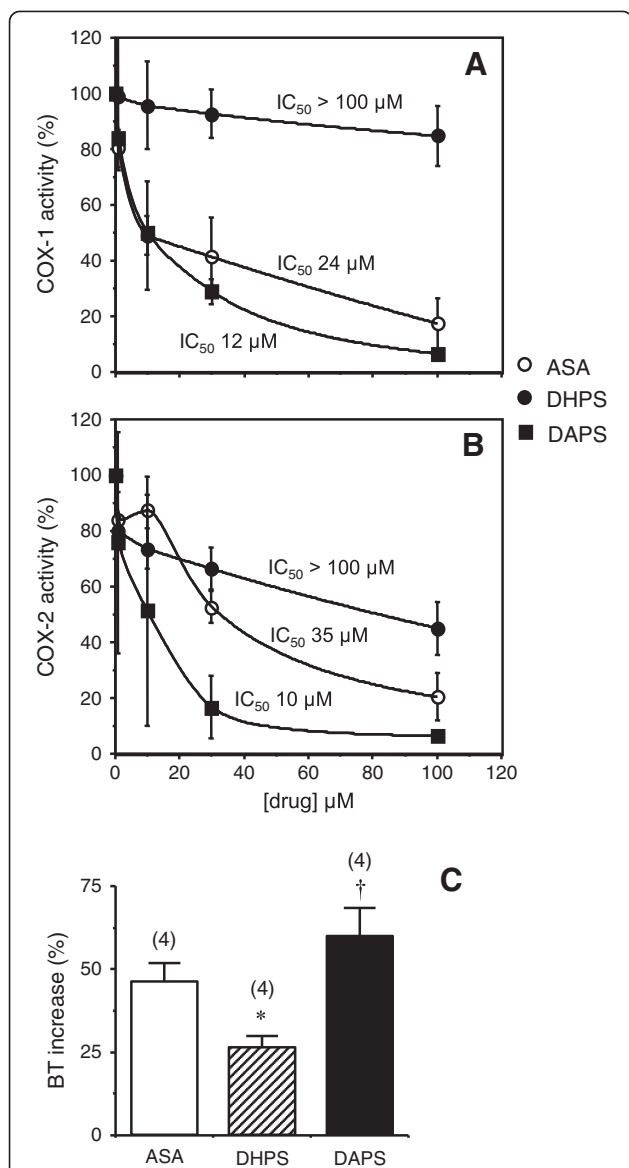 A
COX-1 activity (%)
120
100
80
60
40
20
0
IC50 > 100 µM
IC50 24 µM
IC50 12 µM
ASA
DHPS
DAPS
B
COX-2 activity (%)
120
100
80
60
40
20
0
IC50 > 100 µM
IC50 35 µM
IC50 10 µM
0 20 40 60 80 100 120
[drug] µM
C
BT increase (%)
75
50
25
0
(4)
(4)
*
(4)
†
ASA DHPS DAPS